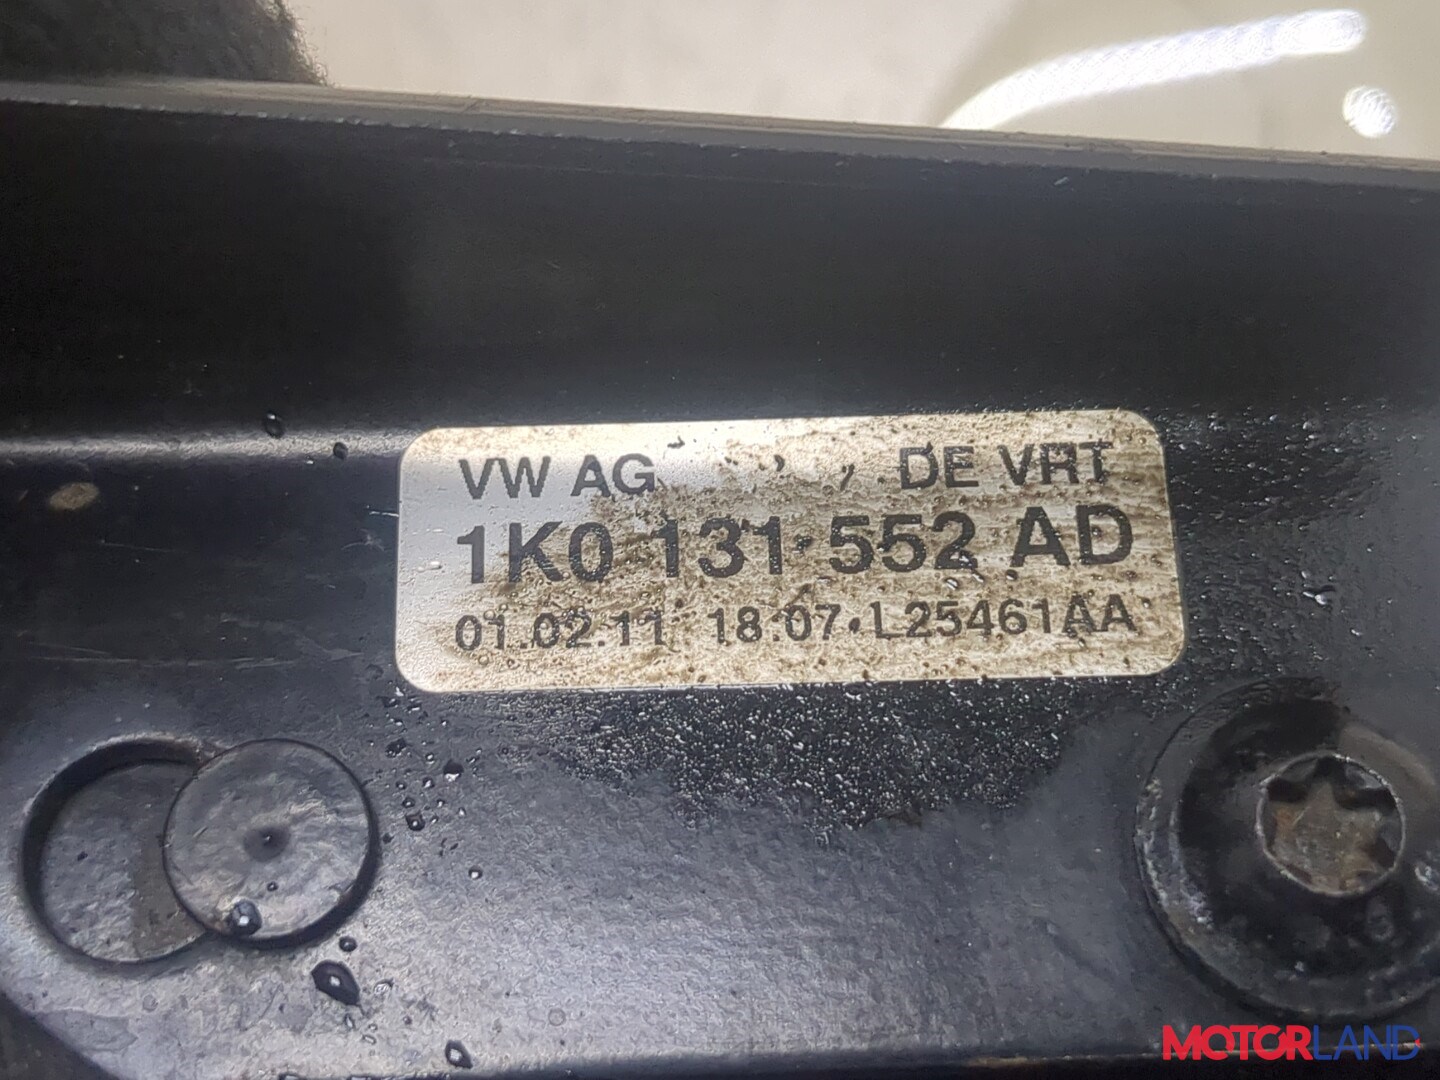 VW AG DE VRT
1K0 131 552 AD
01.02.11 18:07 L25461AA
MOTORLAND